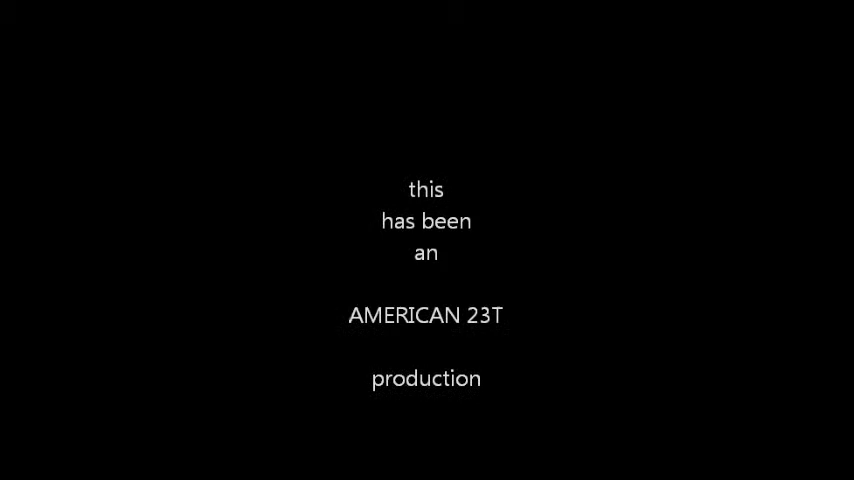 this
has been
an
AMERICAN 23T
production